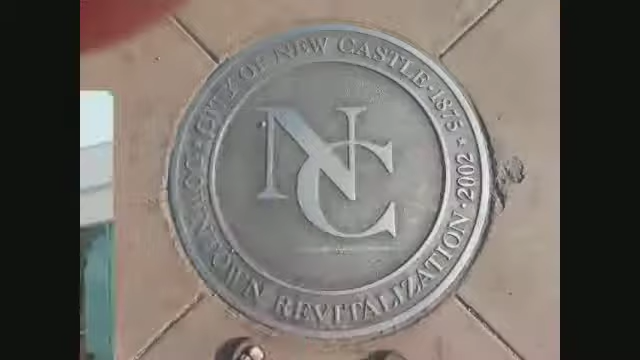 CITY OF NEW CASTLE · 1875 ·
DOWNTOWN REVITALIZATION · 2002
NC